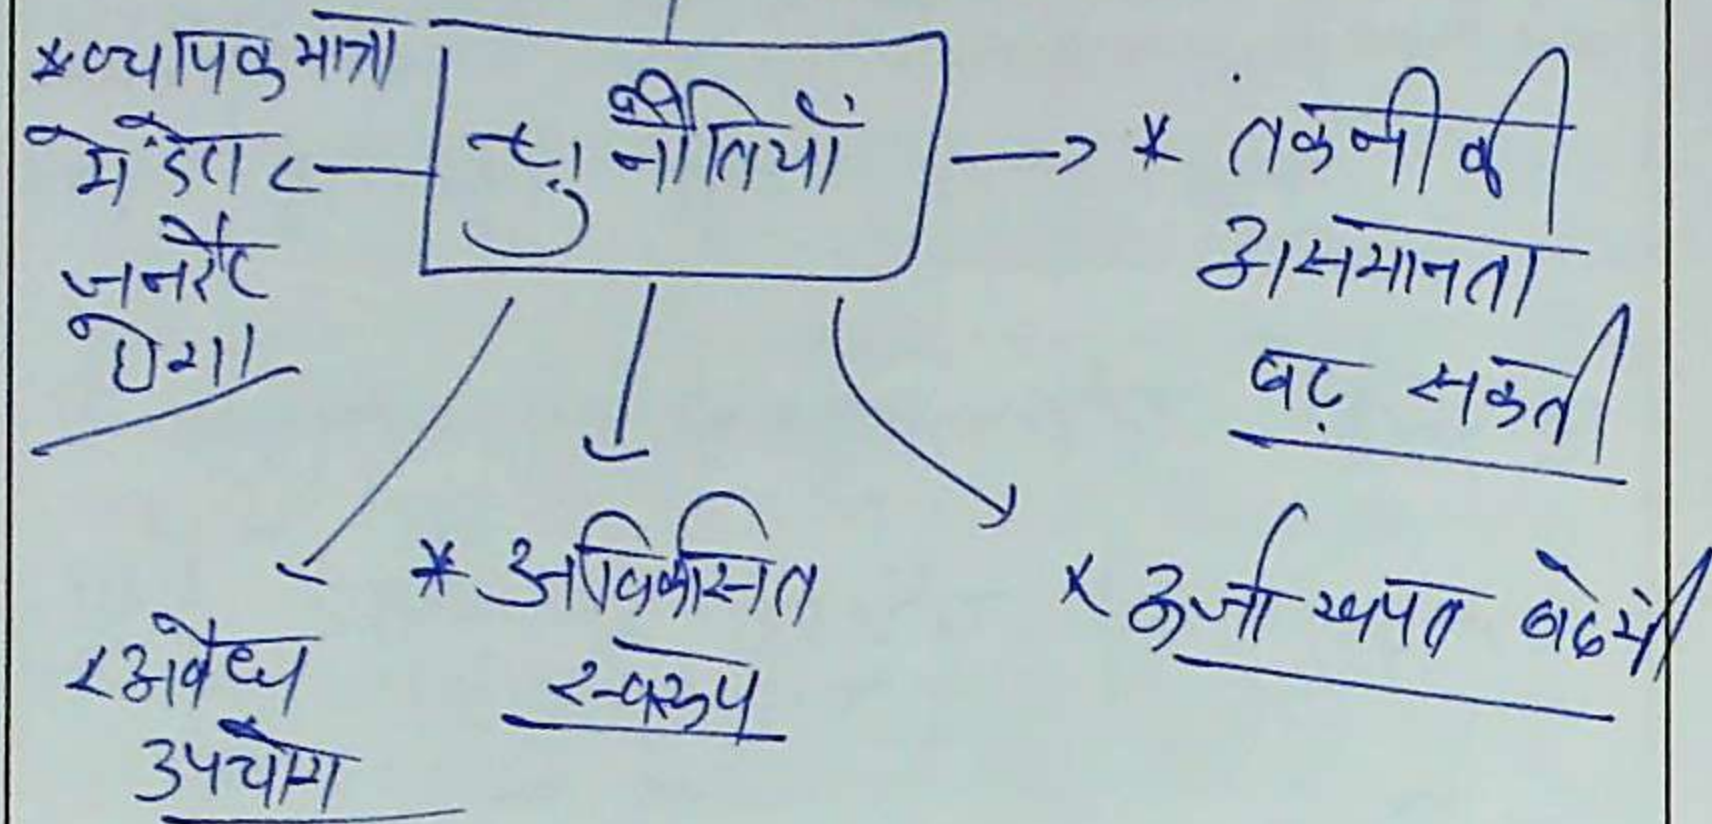 * व्यापक मात्रा
में डेटा
जनरेट
होगा
चुनौतियाँ
* तकनीकी
असमानता
बढ़ सकती
* अवैध
उपयोग
* अविकसित
स्वरूप
* ऊर्जा खपत बढेगी